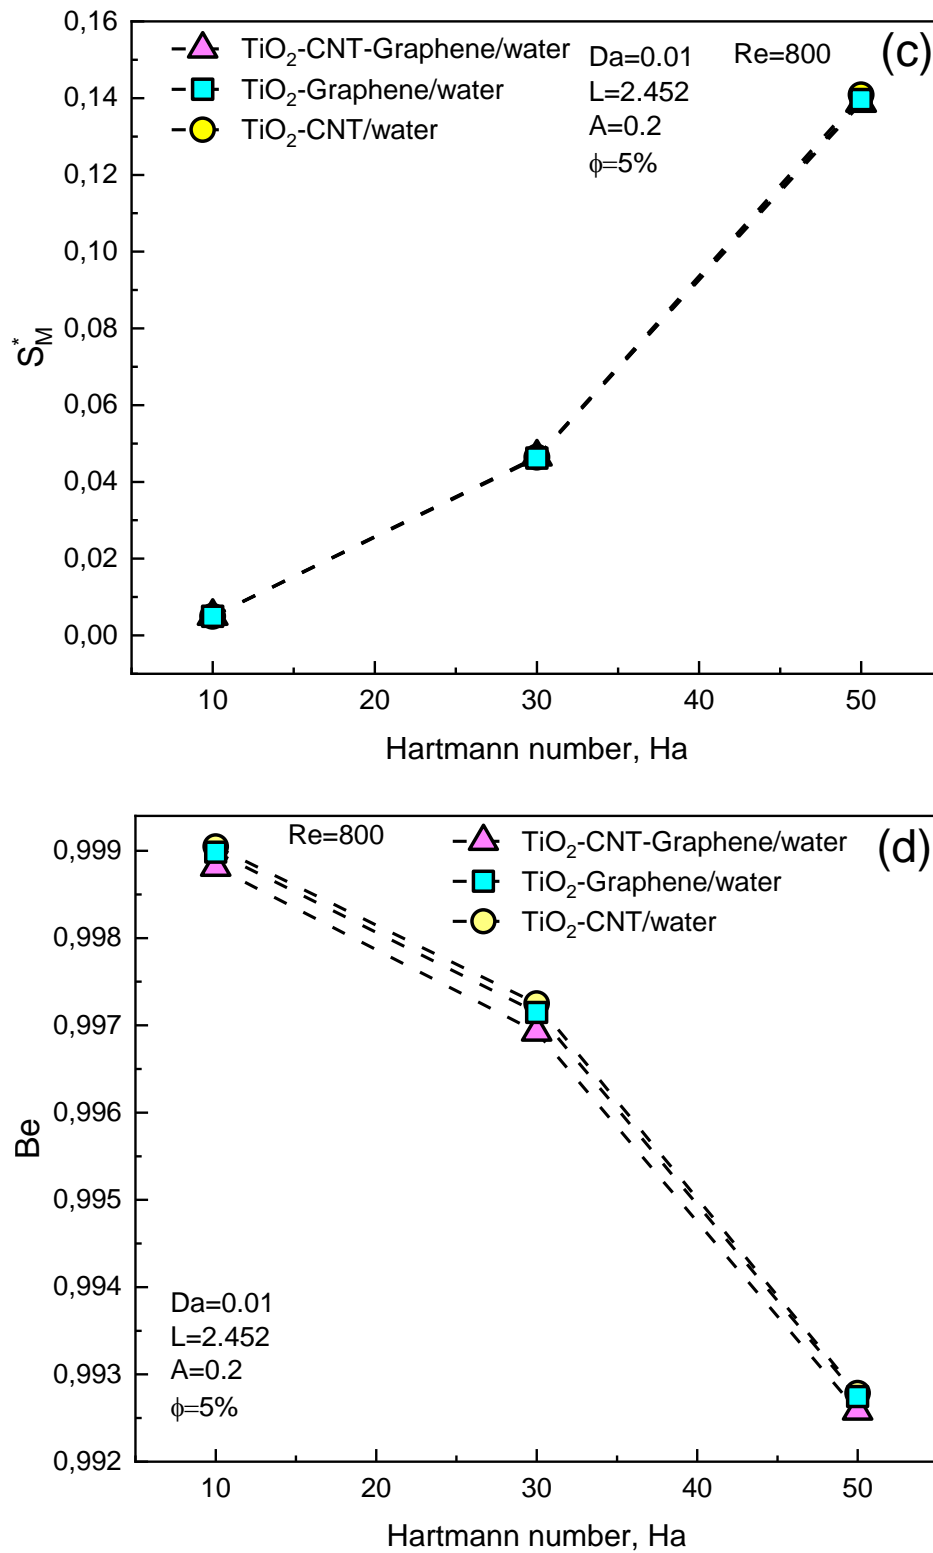 (c)
TiO₂-CNT-Graphene/water
TiO₂-Graphene/water
TiO₂-CNT/water
Da=0.01
L=2.452
A=0.2
ϕ=5%
Re=800
0,16
0,14
0,12
0,10
0,08
0,06
0,04
0,02
0,00
S*M
10 20 30 40 50
Hartmann number, Ha
(d)
Re=800
TiO₂-CNT-Graphene/water
TiO₂-Graphene/water
TiO₂-CNT/water
0,999
0,998
0,997
0,996
0,995
0,994
0,993
0,992
Be
Da=0.01
L=2.452
A=0.2
ϕ=5%
10 20 30 40 50
Hartmann number, Ha